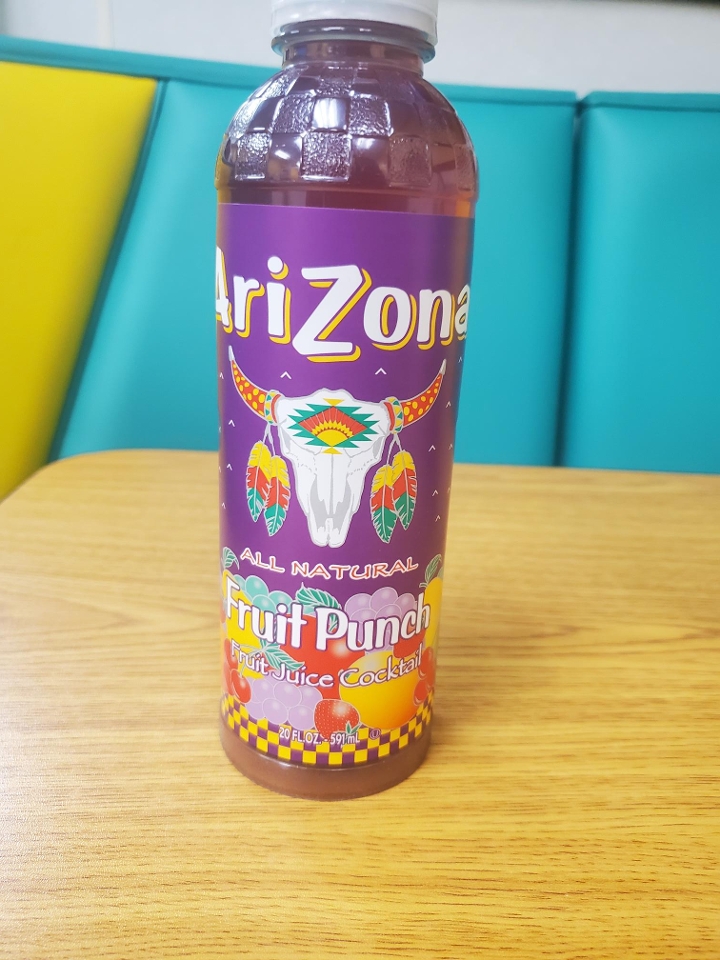 AriZona
ALL NATURAL
Fruit Punch
Fruit Juice Cocktail
20 FL.OZ. - 591 mL U